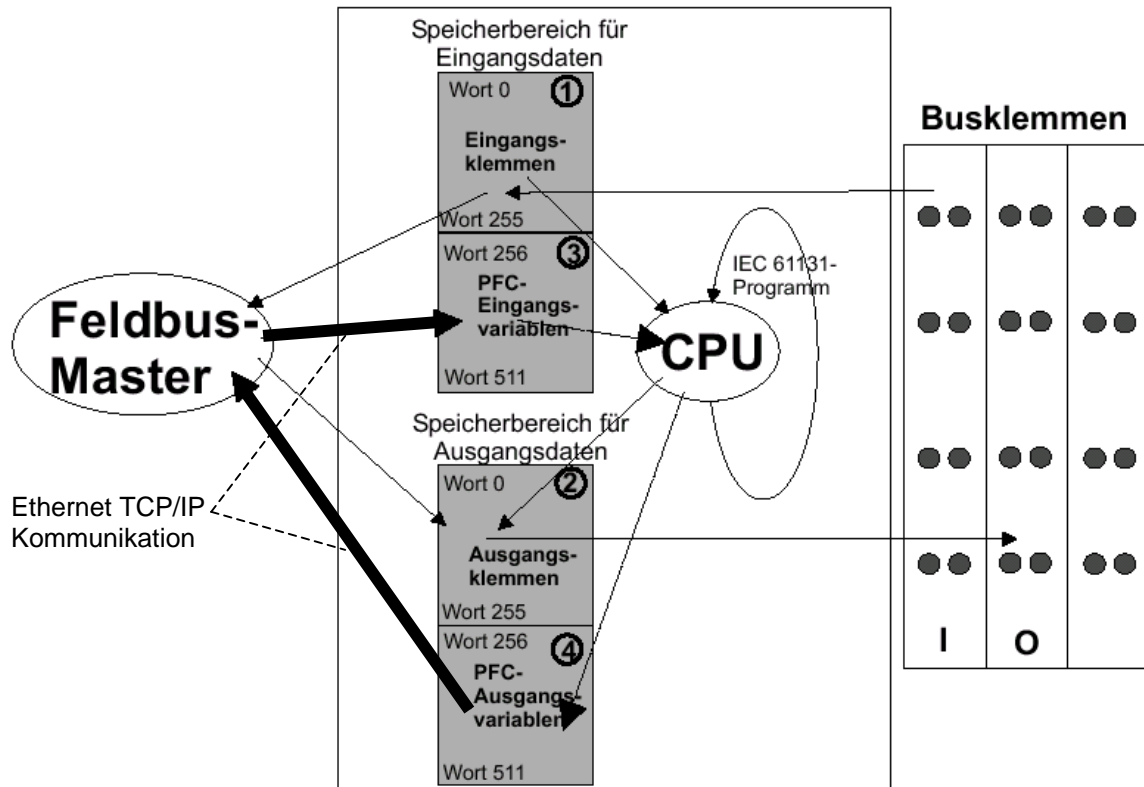 Speicherbereich für
Eingangsdaten
Wort 0
1
Eingangs-
klemmen
Wort 255
Wort 256
3
PFC-
Eingangs-
variablen
Wort 511
Speicherbereich für
Ausgangsdaten
Wort 0
2
Ausgangs-
klemmen
Wort 255
Wort 256
4
PFC-
Ausgangs-
variablen
Wort 511
Feldbus-
Master
Ethernet TCP/IP
Kommunikation
IEC 61131-
Programm
CPU
Busklemmen
I
O